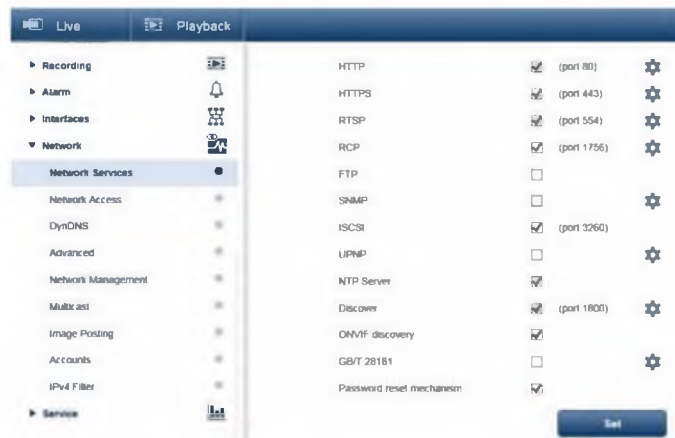 Live
Playback
Recording
Alarm
Interfaces
Network
Network Services
Network Access
DynDNS
Advanced
Network Management
Multicast
Image Posting
Accounts
IPv4 Filter
Service
HTTP (port 80)
HTTPS (port 443)
RTSP (port 554)
RCP (port 1756)
FTP
SNMP
ISCSI (port 3260)
UPNP
NTP Server
Discover (port 1800)
ONVIF discovery
GB/T 28181
Password reset mechanism
Set